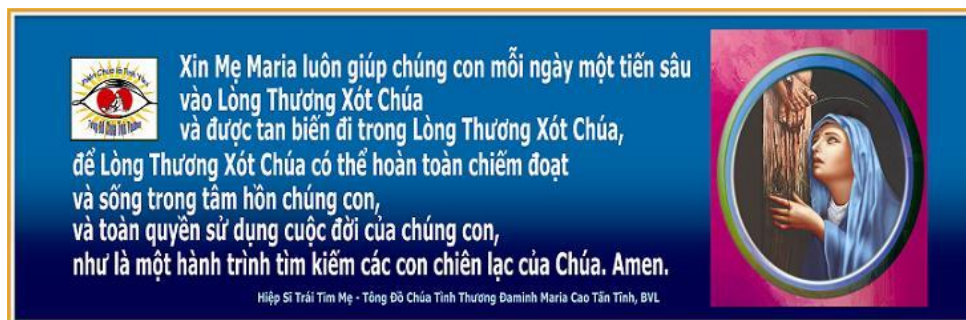 Xin Mẹ Maria luôn giúp chúng con mỗi ngày một tiến sâu
vào Lòng Thương Xót Chúa
và được tan biến đi trong Lòng Thương Xót Chúa,
để Lòng Thương Xót Chúa có thể hoàn toàn chiếm đoạt
và sống trong tâm hồn chúng con,
và toàn quyền sử dụng cuộc đời của chúng con,
như là một hành trình tìm kiếm các con chiên lạc của Chúa. Amen.
Hiệp Sĩ Trái Tim Mẹ - Tông Đồ Chúa Tình Thương Đaminh Maria Cao Tấn Tĩnh, BVL